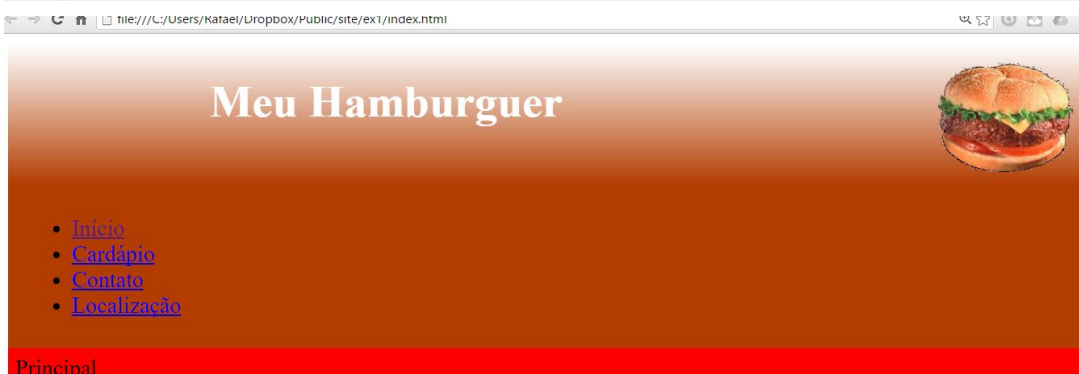 file:///C:/Users/Rafael/Dropbox/Public/site/ex1/index.html
Meu Hamburguer
Início
Cardápio
Contato
Localização
Principal